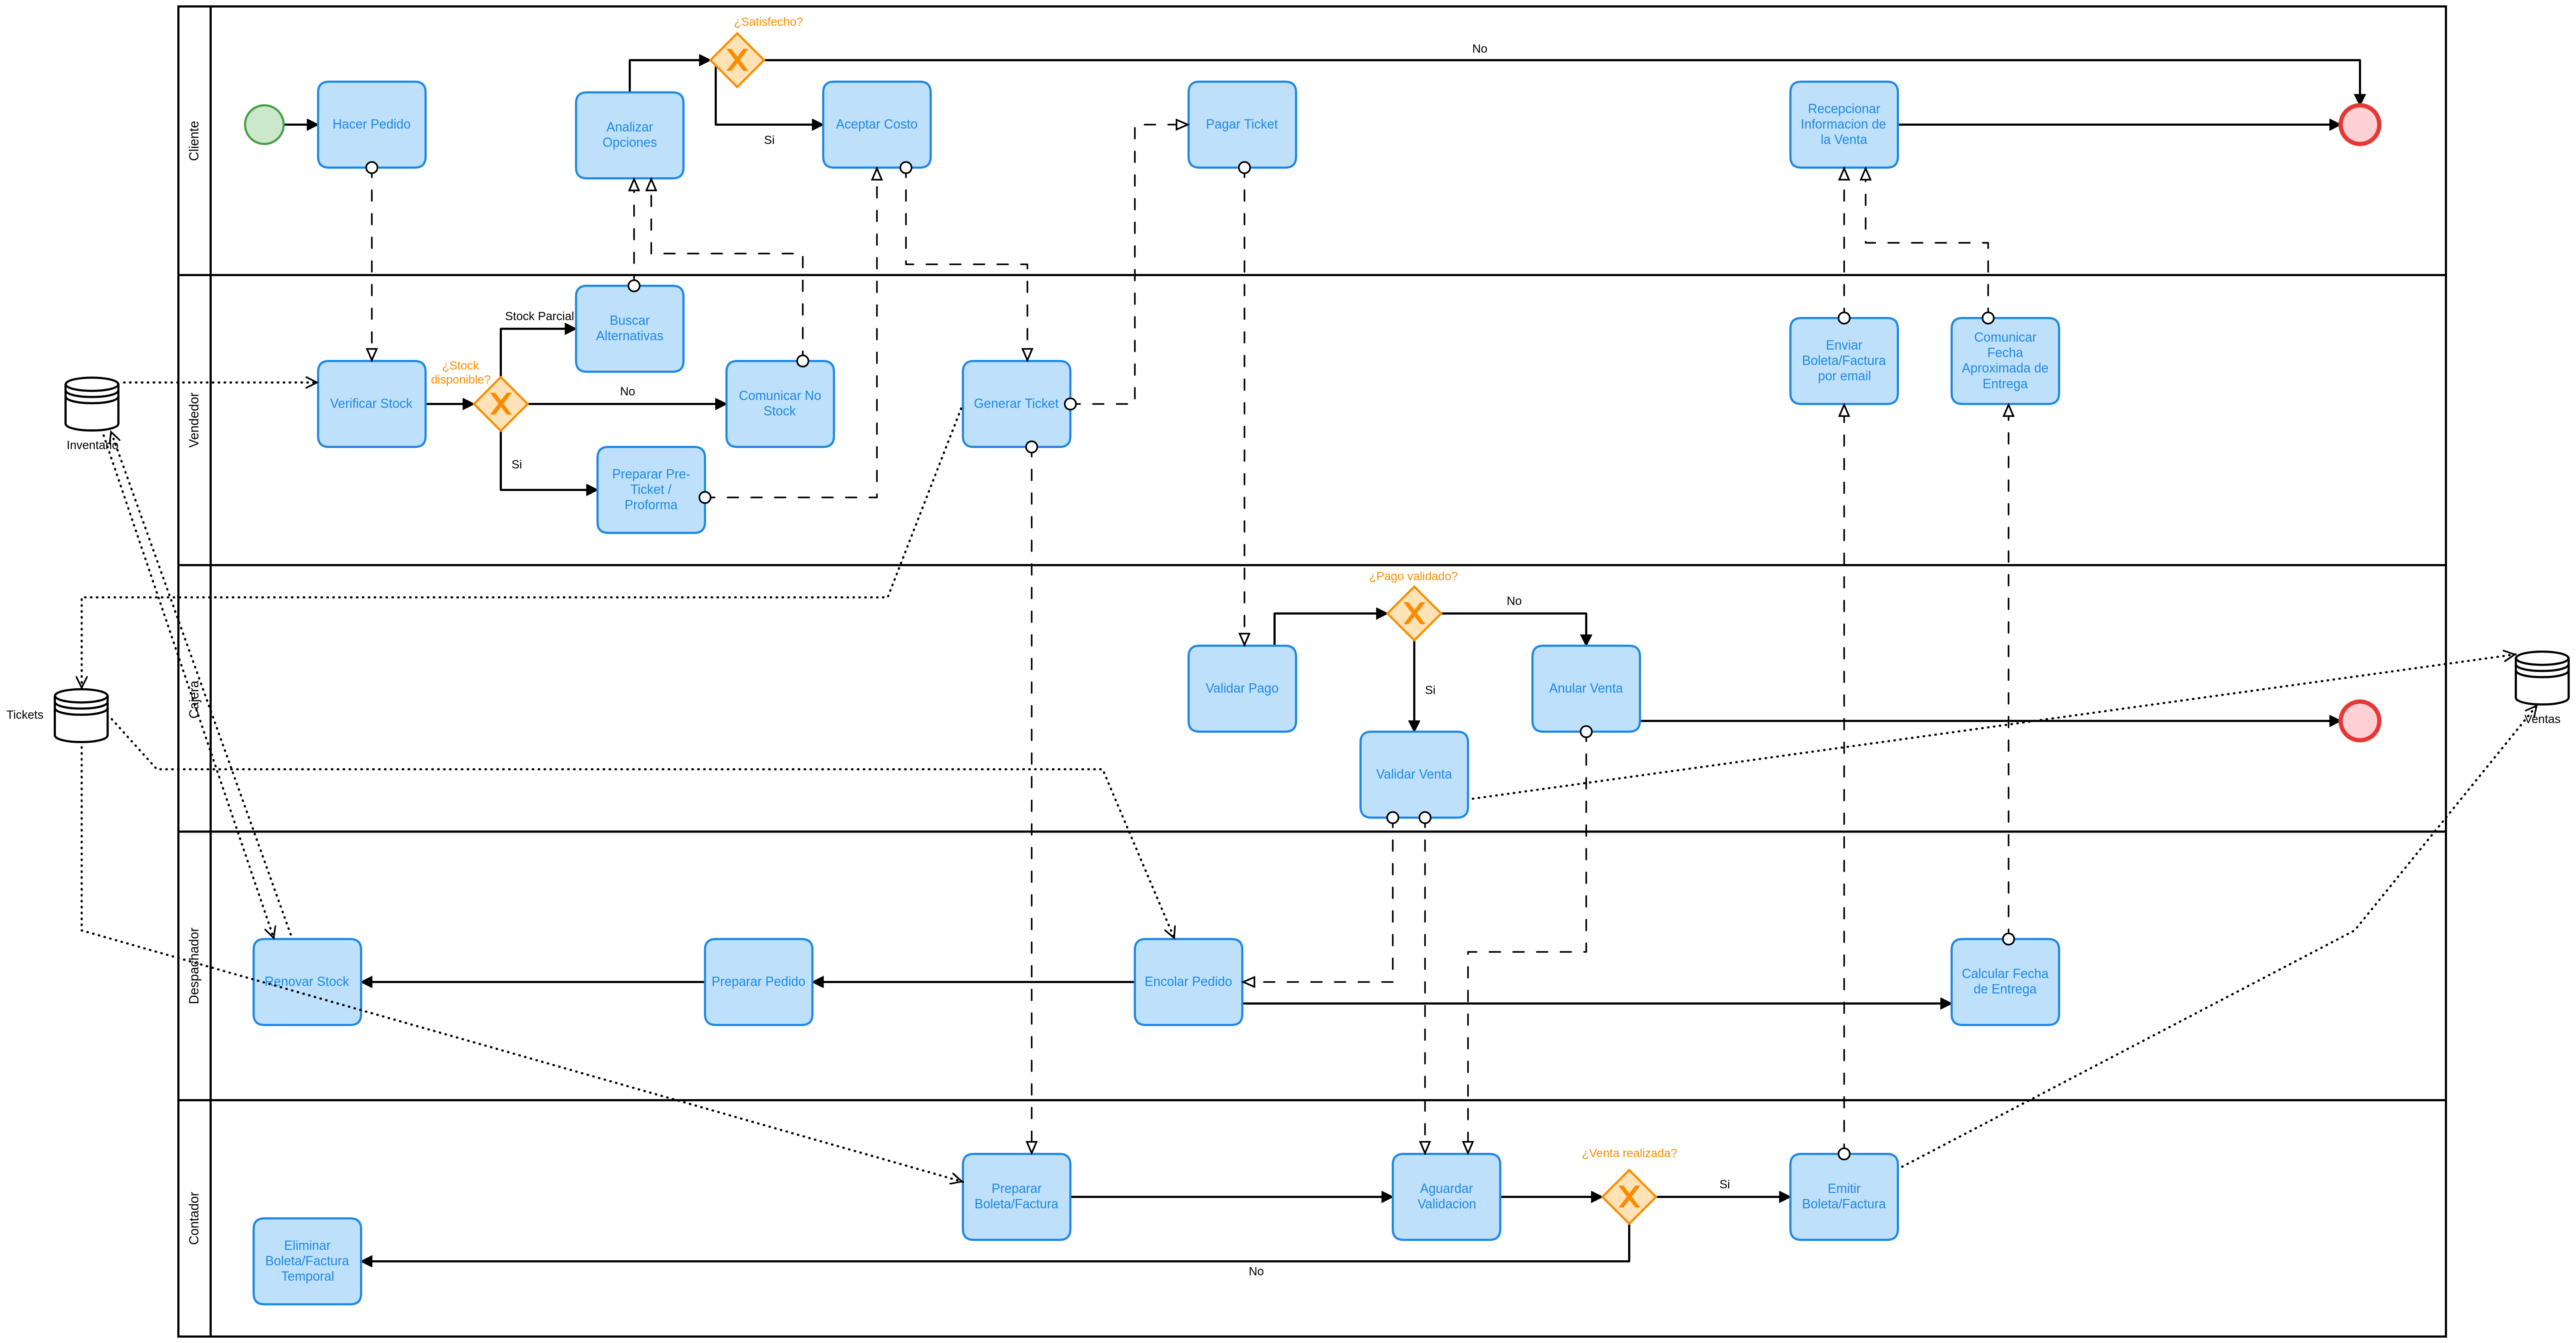 ¿Satisfecho?
No
Cliente
Hacer Pedido
Analizar
Opciones
Si
Aceptar Costo
Pagar Ticket
Recepcionar
Informacion de
la Venta
Vendedor
Stock Parcial
Buscar
Alternativas
¿Stock
disponible?
Verificar Stock
No
Comunicar No
Stock
Si
Preparar Pre-
Ticket /
Proforma
Generar Ticket
Enviar
Boleta/Factura
por email
Comunicar
Fecha
Aproximada de
Entrega
Inventario
Cajera
¿Pago validado?
No
Validar Pago
Si
Anular Venta
Validar Venta
Tickets
Ventas
Despachador
Renovar Stock
Preparar Pedido
Encolar Pedido
Calcular Fecha
de Entrega
Contador
Preparar
Boleta/Factura
Aguardar
Validacion
¿Venta realizada?
Si
Emitir
Boleta/Factura
Eliminar
Boleta/Factura
Temporal
No